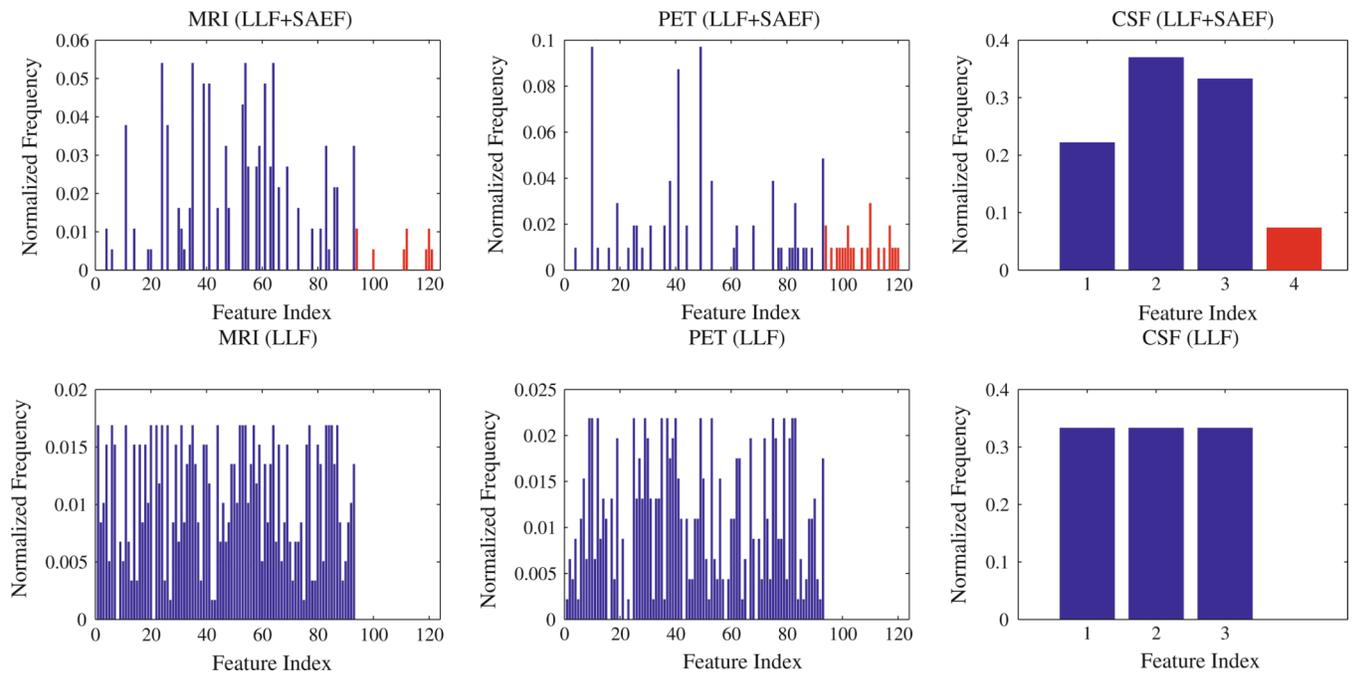 MRI (LLF+SAEF)
Normalized Frequency
0.06
0.05
0.04
0.03
0.02
0.01
0
0 20 40 60 80 100 120
Feature Index
PET (LLF+SAEF)
Normalized Frequency
0.1
0.08
0.06
0.04
0.02
0
0 20 40 60 80 100 120
Feature Index
CSF (LLF+SAEF)
Normalized Frequency
0.4
0.3
0.2
0.1
0
1 2 3 4
Feature Index
MRI (LLF)
Normalized Frequency
0.02
0.015
0.01
0.005
0
0 20 40 60 80 100 120
Feature Index
PET (LLF)
Normalized Frequency
0.025
0.02
0.015
0.01
0.005
0
0 20 40 60 80 100 120
Feature Index
CSF (LLF)
Normalized Frequency
0.4
0.3
0.2
0.1
0
1 2 3
Feature Index